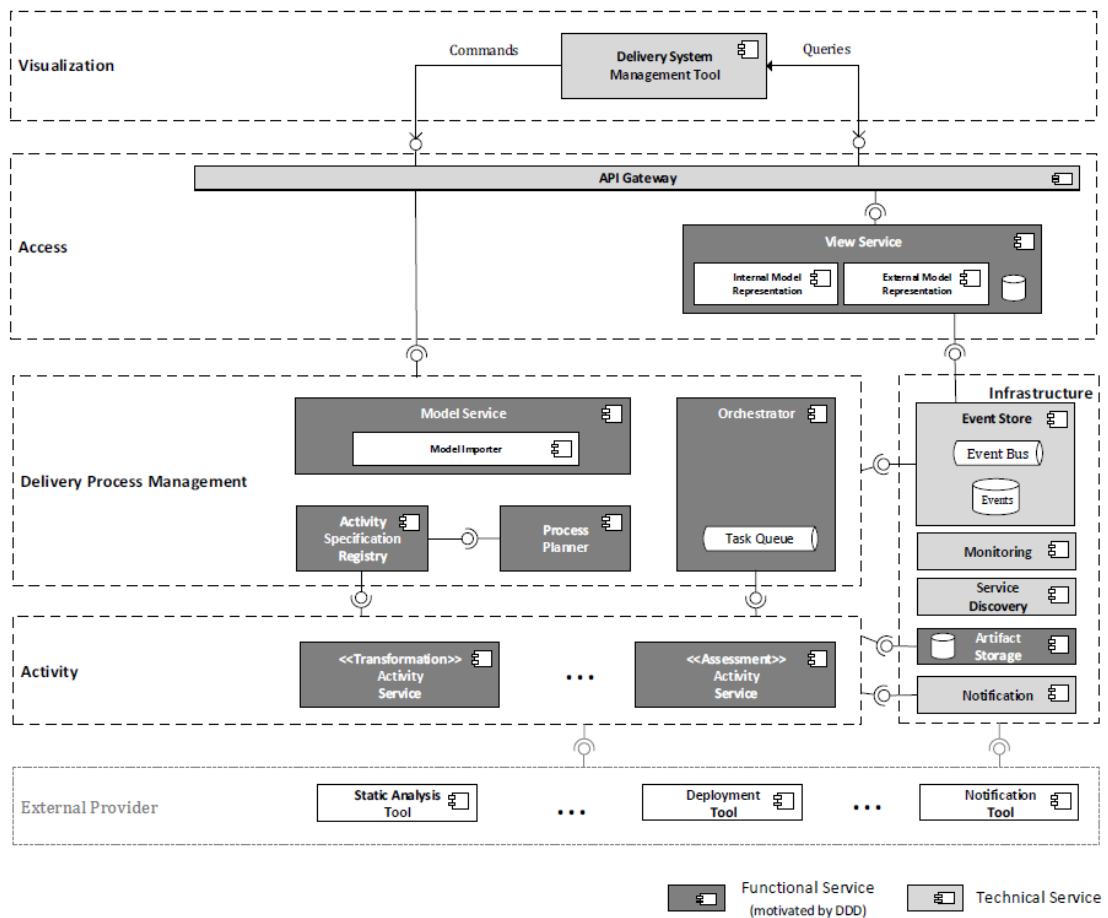 Commands
Queries
Visualization
Delivery System
Management Tool
API Gateway
Access
View Service
Internal Model
Representation
External Model
Representation
Infrastructure
Model Service
Model Importer
Orchestrator
Event Store
Event Bus
Events
Delivery Process Management
Activity
Specification
Registry
Process
Planner
Task Queue
Monitoring
Service
Discovery
Artifact
Storage
Notification
Activity
<<Transformation>>
Activity
Service
...
<<Assessment>>
Activity
Service
External Provider
Static Analysis
Tool
...
Deployment
Tool
...
Notification
Tool
Functional Service
(motivated by DDD)
Technical Service